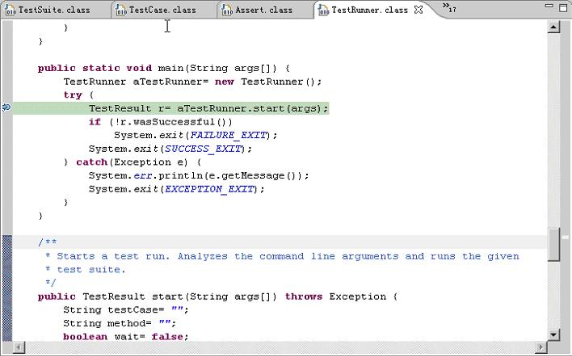 TestSuite.class TestCase.class Assert.class TestRunner.class »17
}
}
public static void main(String args[]) {
TestRunner aTestRunner= new TestRunner();
try {
TestResult r= aTestRunner.start(args);
if (!r.wasSuccessful())
System.exit(FAILURE_EXIT);
System.exit(SUCCESS_EXIT);
} catch(Exception e) {
System.err.println(e.getMessage());
System.exit(EXCEPTION_EXIT);
}
}
/**
* Starts a test run. Analyzes the command line arguments and runs the given
* test suite.
*/
public TestResult start(String args[]) throws Exception {
String testCase= "";
String method= "";
boolean wait= false;